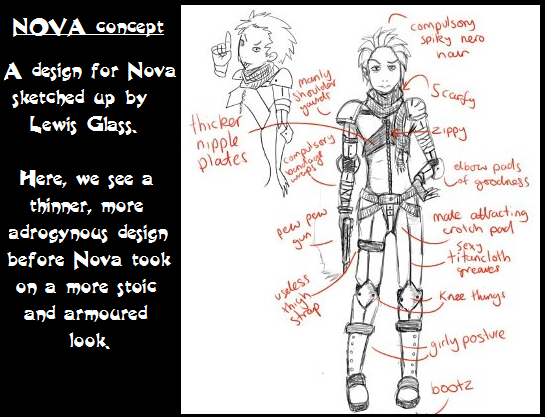 NOVA concept
A design for Nova
sketched up by
Lewis Glass.
Here, we see a
thinner, more
adrogynous design
before Nova took
on a more stoic
and armoured
look.
compulsory
spiky hero
hair
Scarfy
manly
shoulder
guards
thicker
nipple
plates
zippy
compulsory
bandage
wraps
elbow pads
of goodness
pew pew
gun
mate attracting
crotch pad
sexy
titancloth
greaves
useless
thigh
strap
Knee thungs
girly posture
bootz